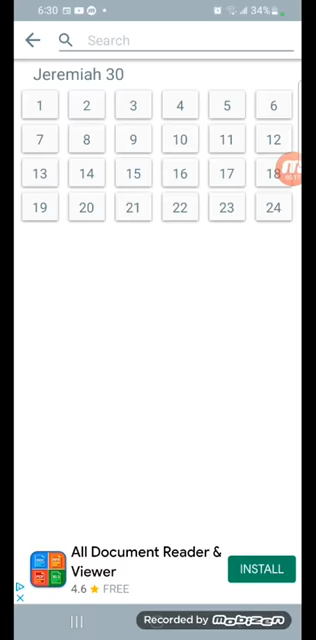 6:30 34%
Search
Jeremiah 30
1 2 3 4 5 6
7 8 9 10 11 12
13 14 15 16 17 18
19 20 21 22 23 24
All Document Reader &
Viewer
INSTALL
4.6 FREE
Recorded by mobizen